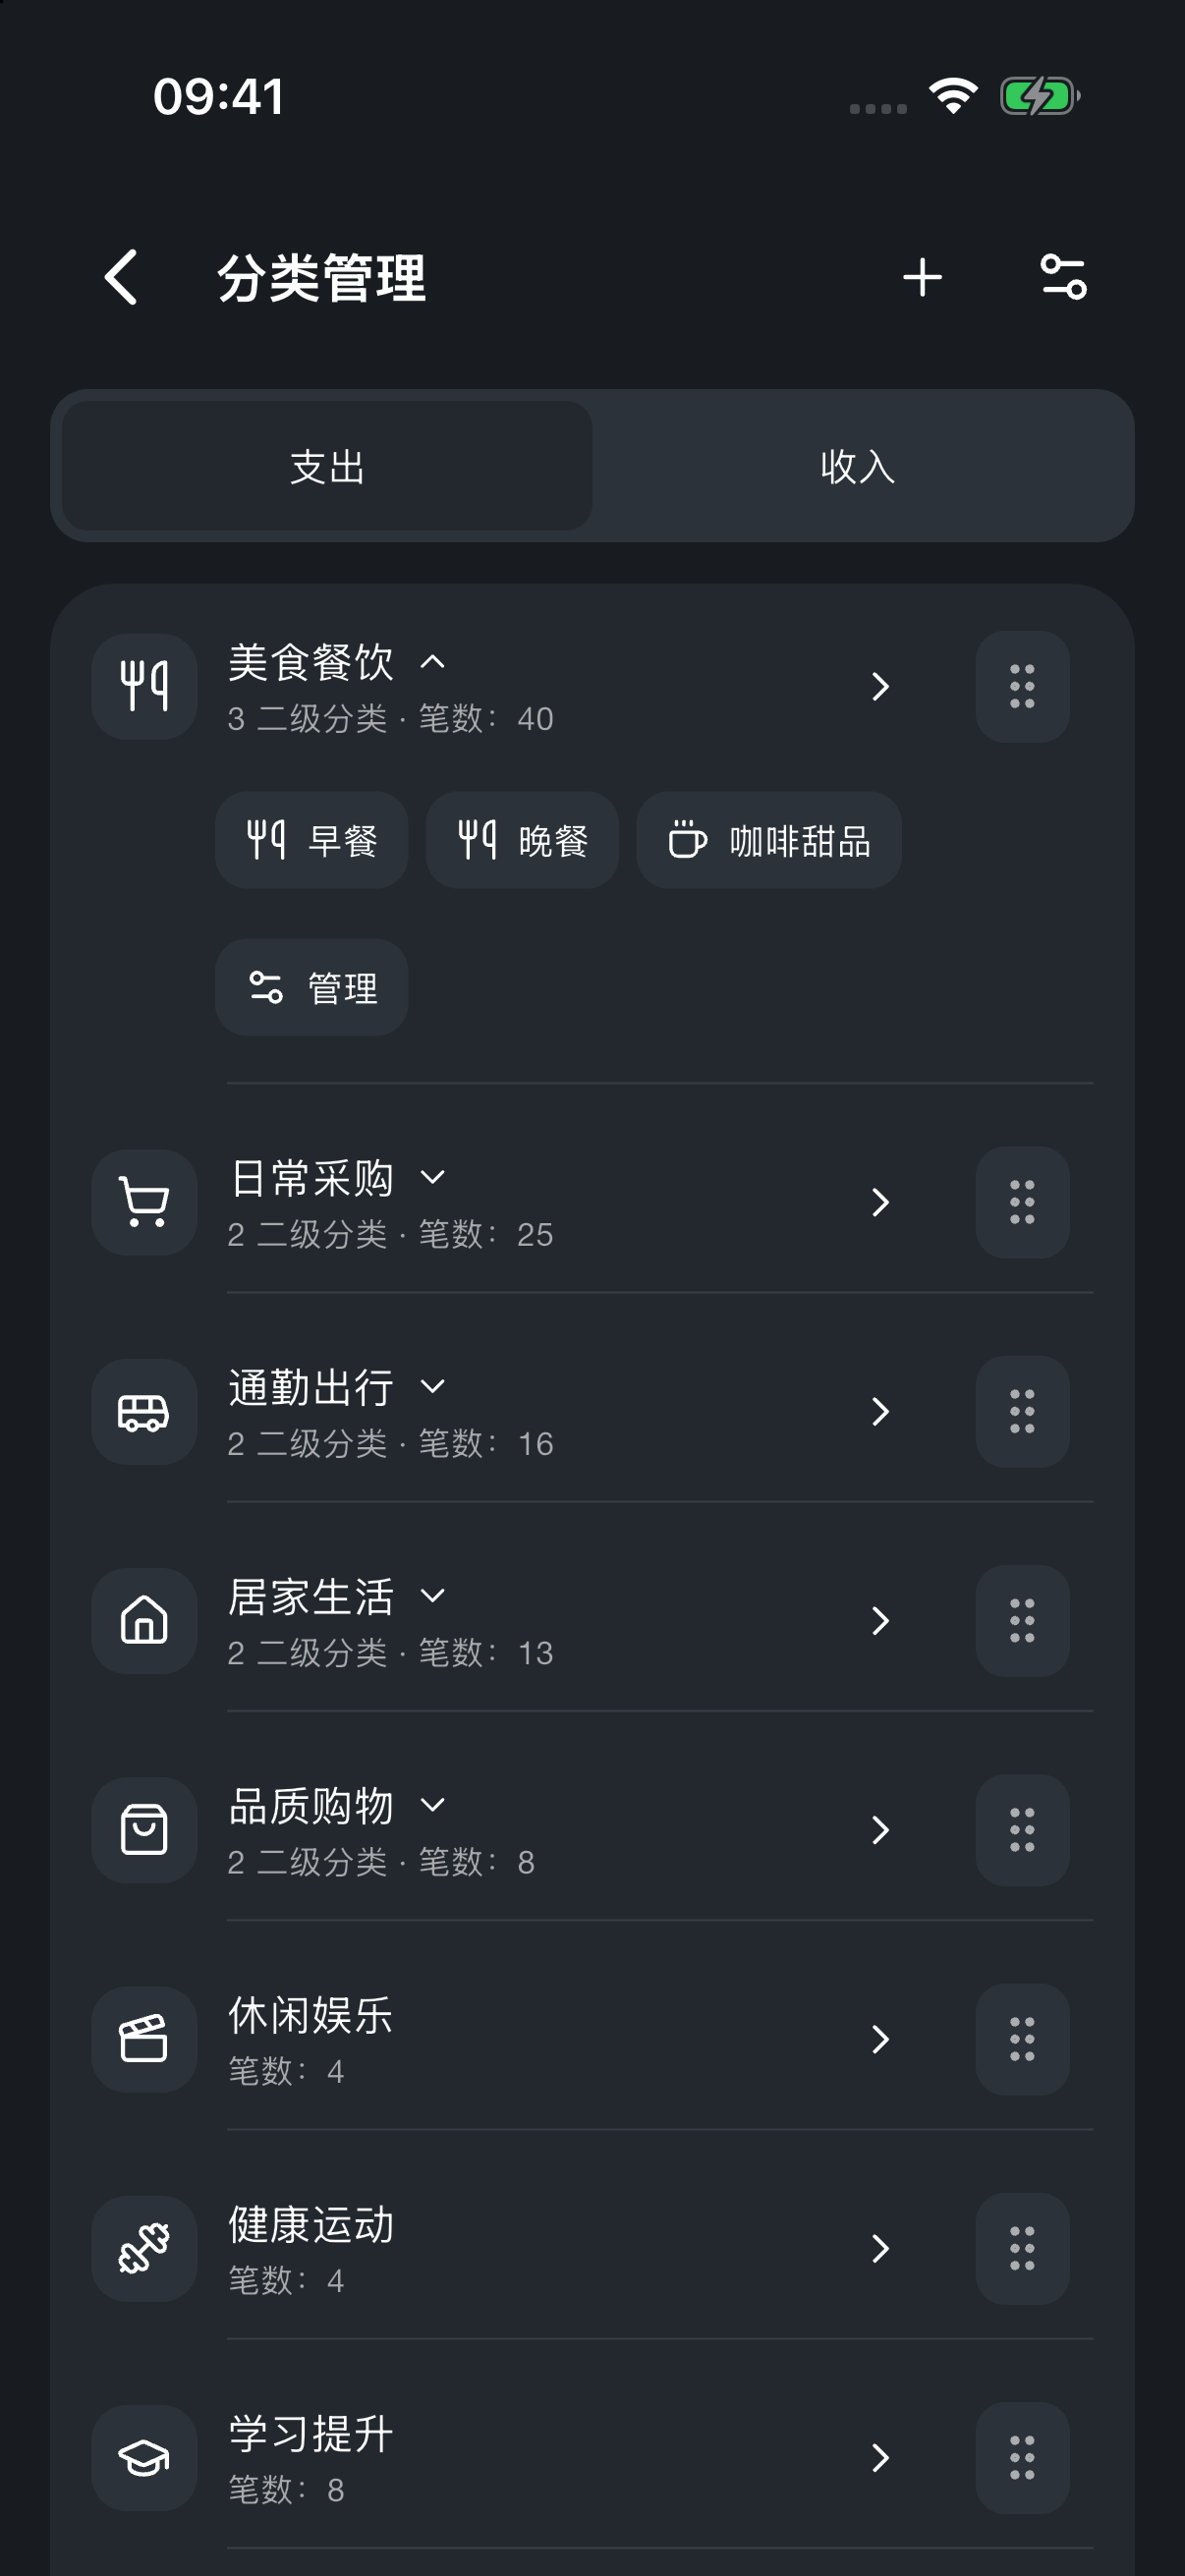 09:41
分类管理
支出
收入
美食餐饮
3 二级分类 · 笔数：40
早餐
晚餐
咖啡甜品
管理
日常采购
2 二级分类 · 笔数：25
通勤出行
2 二级分类 · 笔数：16
居家生活
2 二级分类 · 笔数：13
品质购物
2 二级分类 · 笔数：8
休闲娱乐
笔数：4
健康运动
笔数：4
学习提升
笔数：8